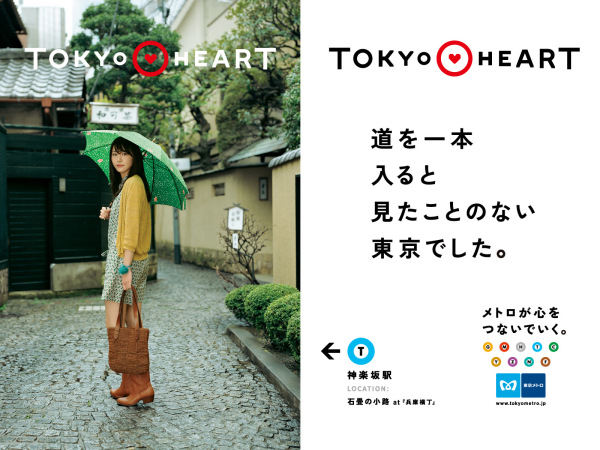 TOKYO HEART
TOKYO HEART
道を一本
入ると
見たことのない
東京でした。
メトロが心を
つないでいく。
G M H T C
Y Z N F
東京メトロ
www.tokyometro.jp
T
神楽坂駅
LOCATION:
石畳の小路 at 『兵庫横丁』